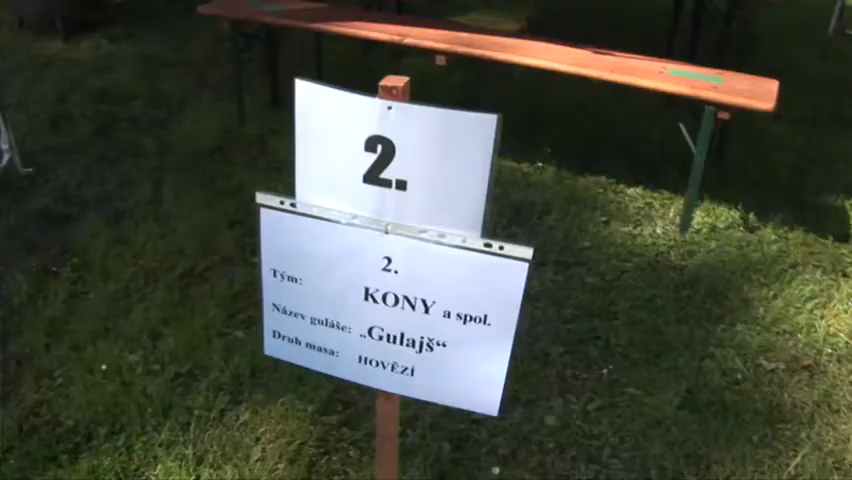 2.
2.
Tým: KONY a spol.
Název guláše: „Gulajš“
Druh masa: HOVĚZÍ